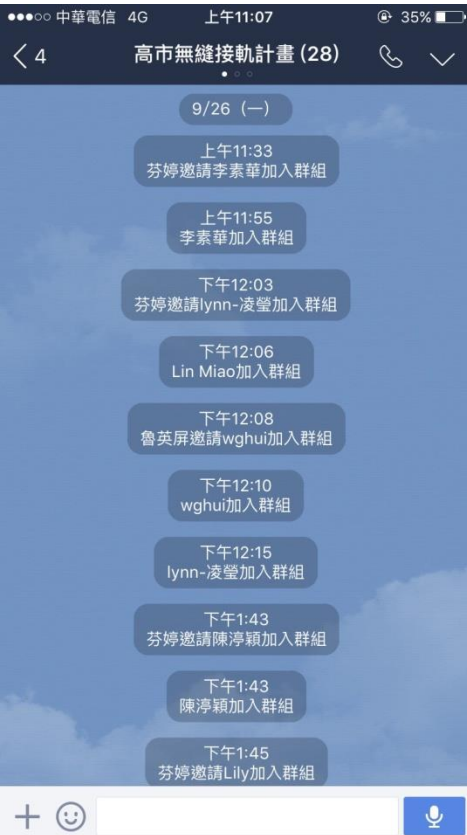 中華電信 4G 上午11:07 35%
4 高市無縫接軌計畫 (28)
9/26（一）
上午11:33
芬婷邀請李素華加入群組
上午11:55
李素華加入群組
下午12:03
芬婷邀請lynn-凌瑩加入群組
下午12:06
Lin Miao加入群組
下午12:08
魯英屏邀請wghui加入群組
下午12:10
wghui加入群組
下午12:15
lynn-凌瑩加入群組
下午1:43
芬婷邀請陳渟穎加入群組
下午1:43
陳渟穎加入群組
下午1:45
芬婷邀請Lily加入群組